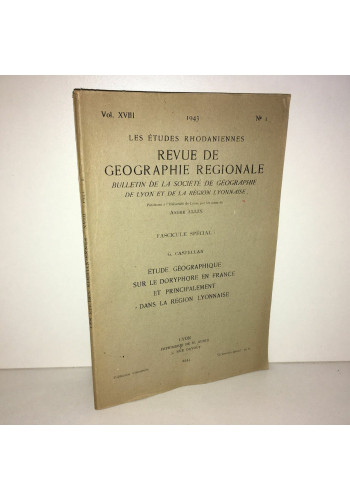 Vol. XVIII 1943 Nº 1
LES ÉTUDES RHODANIENNES
REVUE DE
GÉOGRAPHIE RÉGIONALE
BULLETIN DE LA SOCIÉTÉ DE GÉOGRAPHIE
DE LYON ET DE LA RÉGION LYONNAISE
ANDRÉ ALLIX
FASCICULE SPÉCIAL :
ÉTUDE GÉOGRAPHIQUE
SUR LE DORYPHORE EN FRANCE
ET PRINCIPALEMENT
DANS LA RÉGION LYONNAISE
LYON